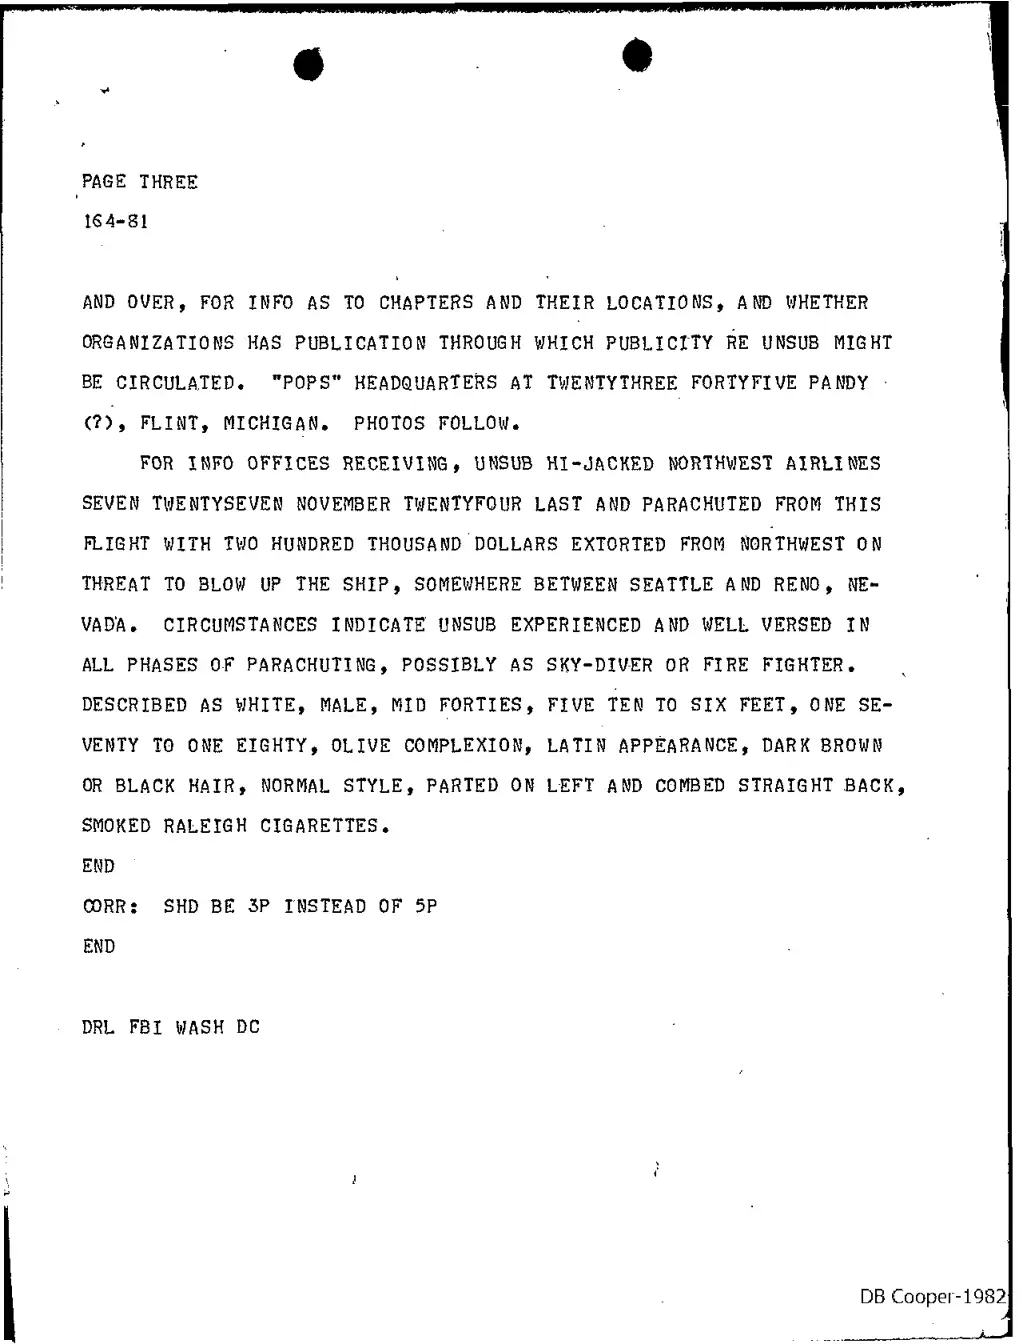 PAGE THREE
164-81
AND OVER, FOR INFO AS TO CHAPTERS AND THEIR LOCATIONS, AND WHETHER
ORGANIZATIONS HAS PUBLICATION THROUGH WHICH PUBLICITY RE UNSUB MIGHT
BE CIRCULATED. "POPS" HEADQUARTERS AT TWENTYTHREE FORTYFIVE PANDY
(?), FLINT, MICHIGAN. PHOTOS FOLLOW.
FOR INFO OFFICES RECEIVING, UNSUB HI-JACKED NORTHWEST AIRLINES
SEVEN TWENTYSEVEN NOVEMBER TWENTYFOUR LAST AND PARACHUTED FROM THIS
FLIGHT WITH TWO HUNDRED THOUSAND DOLLARS EXTORTED FROM NORTHWEST ON
THREAT TO BLOW UP THE SHIP, SOMEWHERE BETWEEN SEATTLE AND RENO, NE-
VADA. CIRCUMSTANCES INDICATE UNSUB EXPERIENCED AND WELL VERSED IN
ALL PHASES OF PARACHUTING, POSSIBLY AS SKY-DIVER OR FIRE FIGHTER.
DESCRIBED AS WHITE, MALE, MID FORTIES, FIVE TEN TO SIX FEET, ONE SE-
VENTY TO ONE EIGHTY, OLIVE COMPLEXION, LATIN APPEARANCE, DARK BROWN
OR BLACK HAIR, NORMAL STYLE, PARTED ON LEFT AND COMBED STRAIGHT BACK,
SMOKED RALEIGH CIGARETTES.
END
CORR: SHD BE 3P INSTEAD OF 5P
END
DRL FBI WASH DC
DB Cooper-1982